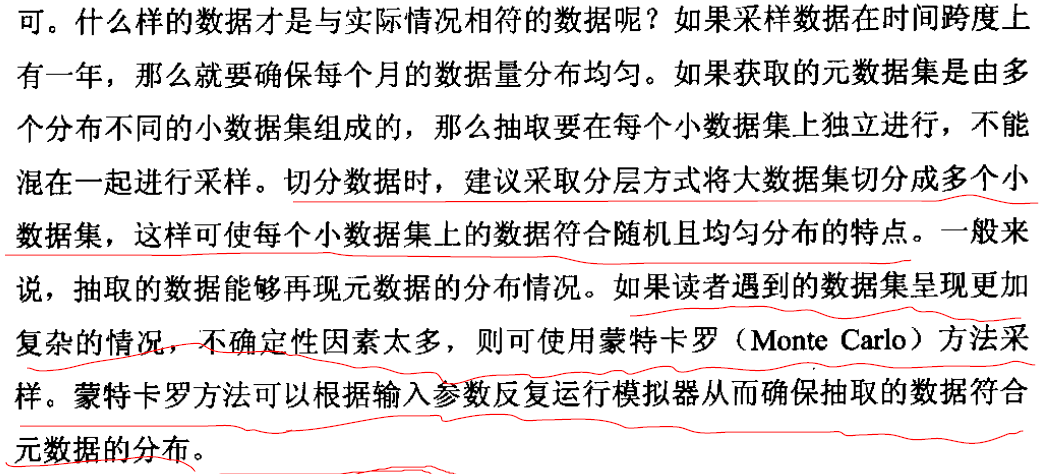 可。什么样的数据才是与实际情况相符的数据呢？如果采样数据在时间跨度上
有一年，那么就要确保每个月的数据量分布均匀。如果获取的元数据集是由多
个分布不同的小数据集组成的，那么抽取要在每个小数据集上独立进行，不能
混在一起进行采样。切分数据时，建议采取分层方式将大数据集切分成多个小
数据集，这样可使每个小数据集上的数据符合随机且均匀分布的特点。一般来
说，抽取的数据能够再现元数据的分布情况。如果读者遇到的数据集呈现更加
复杂的情况，不确定性因素太多，则可使用蒙特卡罗（Monte Carlo）方法采
样。蒙特卡罗方法可以根据输入参数反复运行模拟器从而确保抽取的数据符合
元数据的分布。